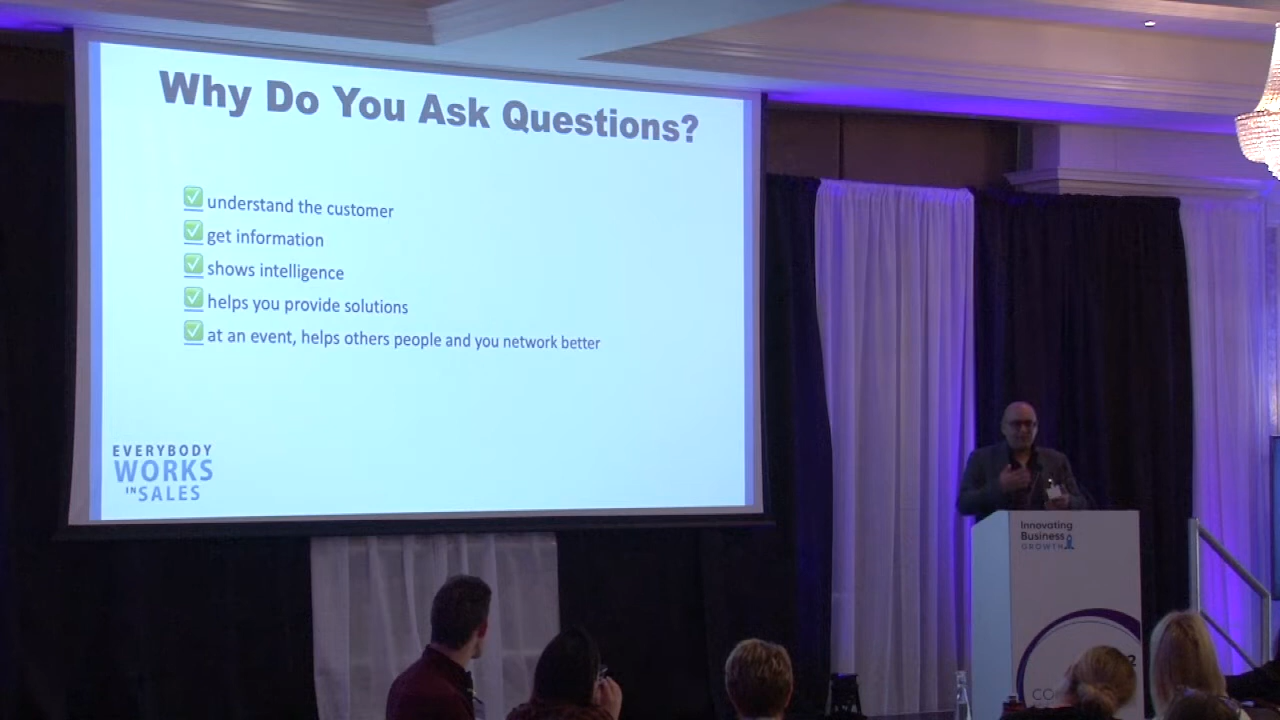 Why Do You Ask Questions?
understand the customer
get information
shows intelligence
helps you provide solutions
at an event, helps others people and you network better
EVERYBODY
WORKS
IN SALES
Innovating
Business
GROWTH